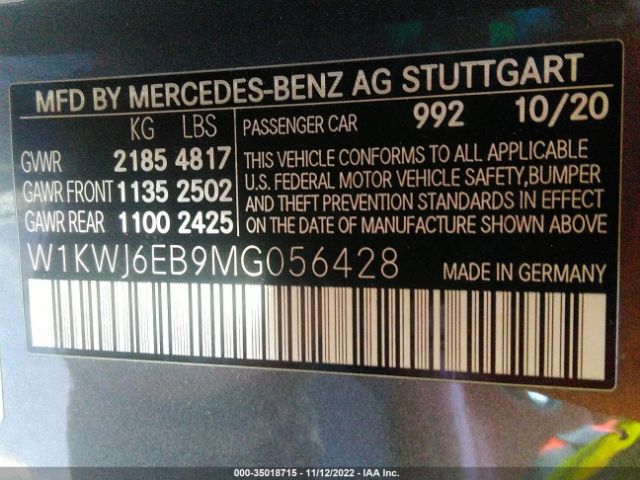 MFD BY MERCEDES-BENZ AG STUTTGART
KG LBS
GVWR 2185 4817
GAWR FRONT 1135 2502
GAWR REAR 1100 2425
PASSENGER CAR 992 10/20
THIS VEHICLE CONFORMS TO ALL APPLICABLE
U.S. FEDERAL MOTOR VEHICLE SAFETY,BUMPER
AND THEFT PREVENTION STANDARDS IN EFFECT
ON THE DATE OF MANUFACTURE SHOWN ABOVE
W1KWJ6EB9MG056428 MADE IN GERMANY
000-35018715 - 11/12/2022 - IAA Inc.